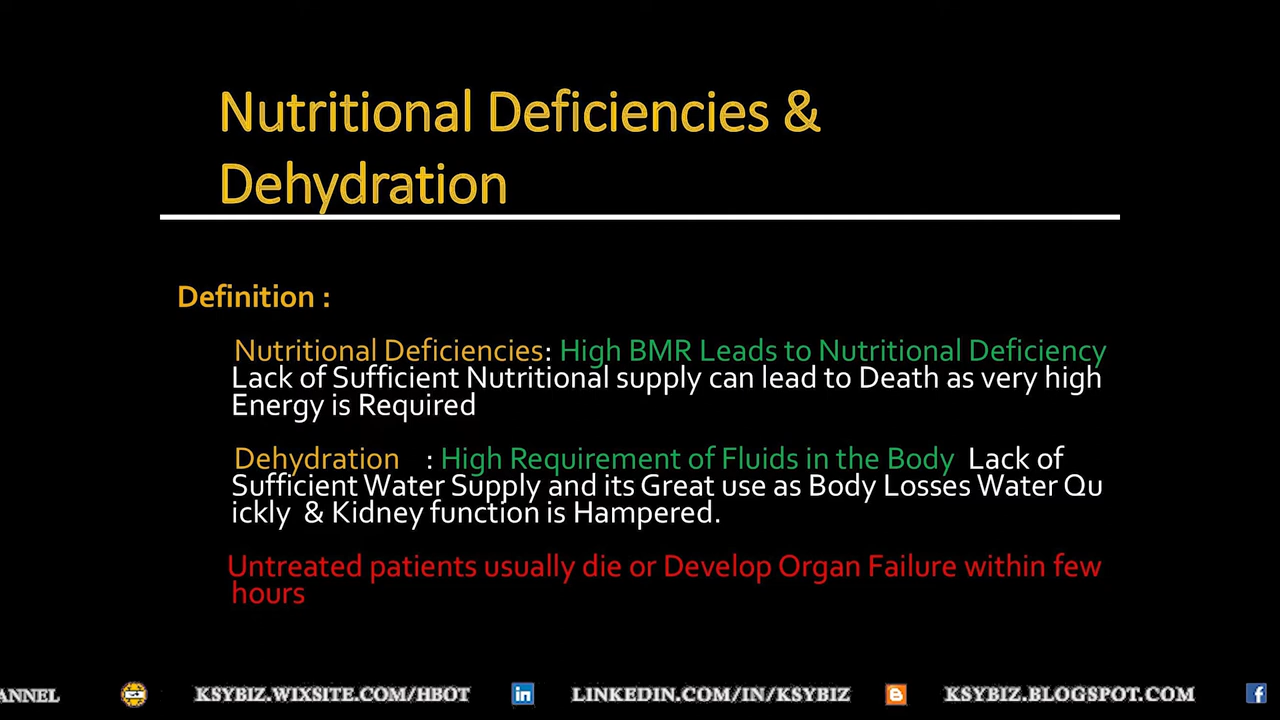 Nutritional Deficiencies &
Dehydration
Definition :
Nutritional Deficiencies: High BMR Leads to Nutritional Deficiency
Lack of Sufficient Nutritional supply can lead to Death as very high
Energy is Required
Dehydration : High Requirement of Fluids in the Body Lack of
Sufficient Water Supply and its Great use as Body Losses Water Qu
ickly & Kidney function is Hampered.
Untreated patients usually die or Develop Organ Failure within few
hours
ANNEL KSYBIZ.WIXSITE.COM/HBOT in LINKEDIN.COM/IN/KSYBIZ KSYBIZ.BLOGSPOT.COM f